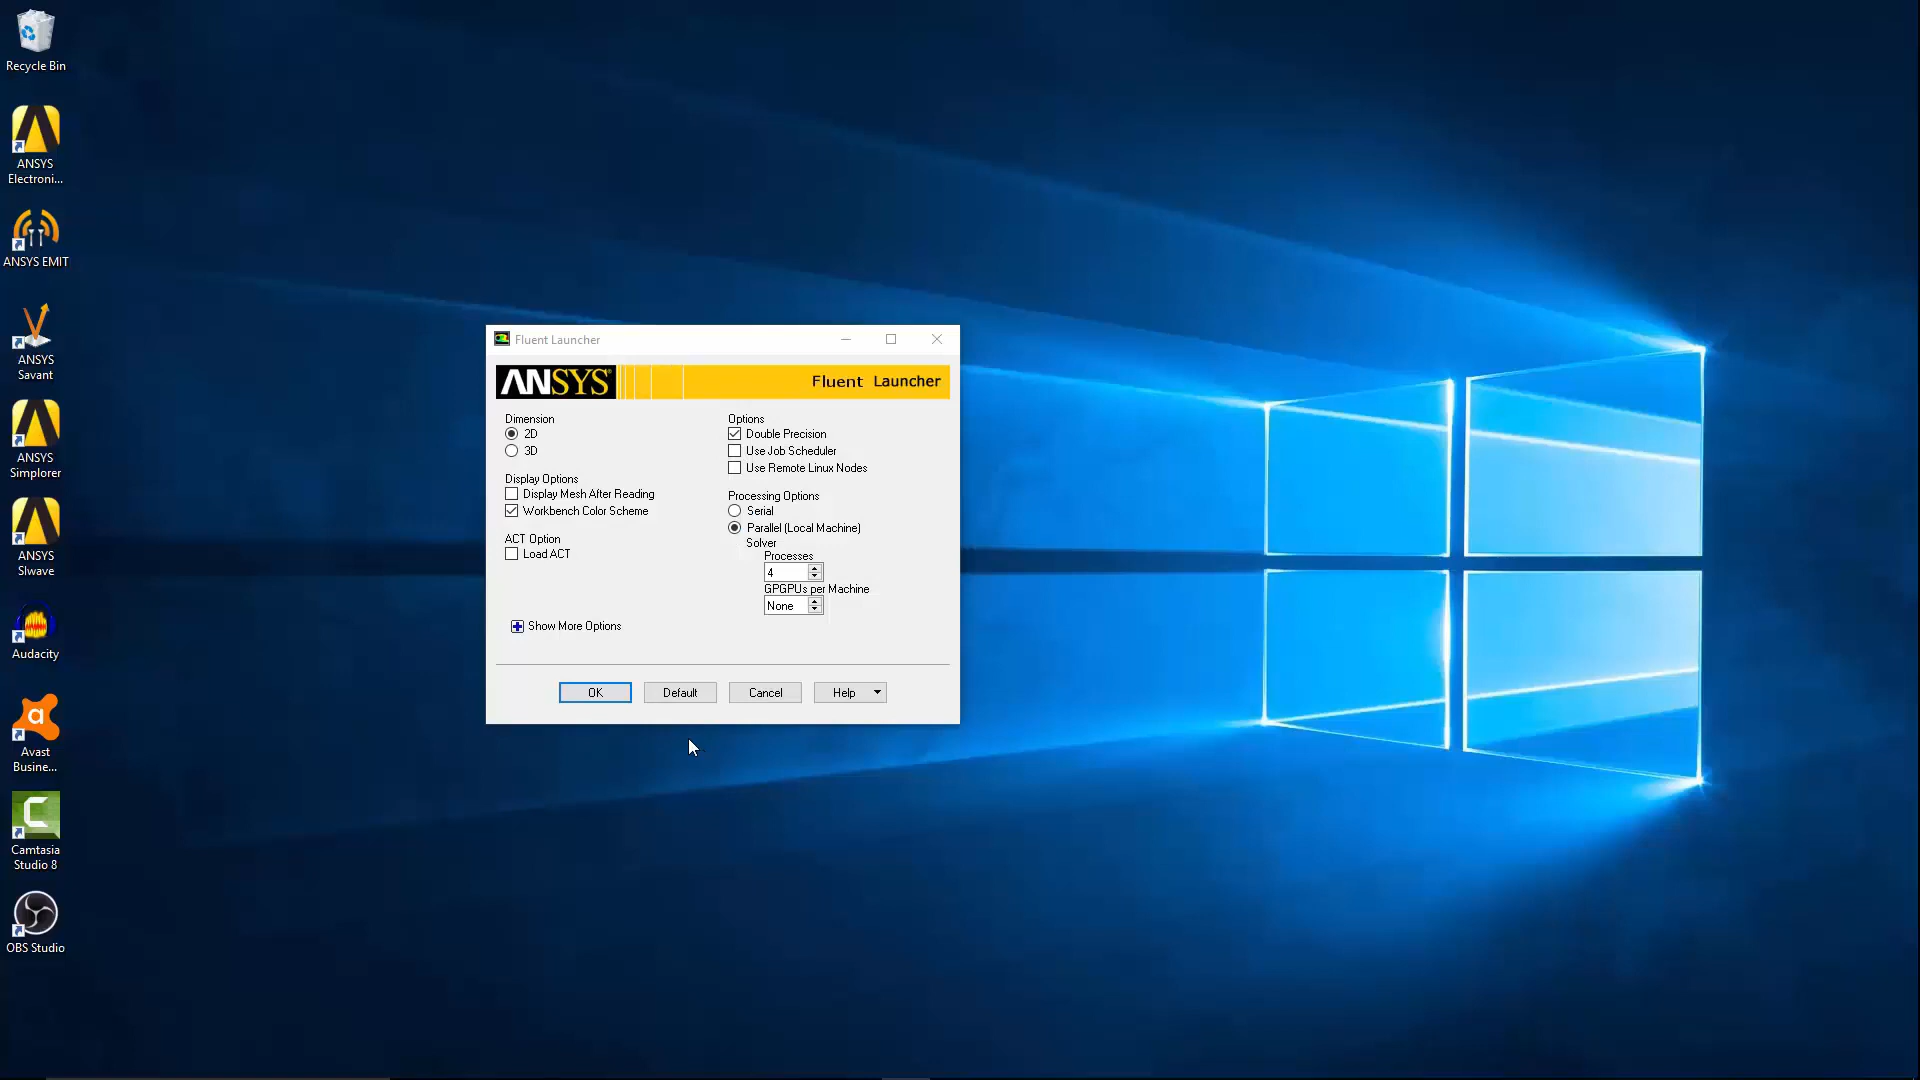 Recycle Bin
ANSYS
Electroni...
ANSYS EMIT
ANSYS
Savant
ANSYS
Simplorer
ANSYS
SIwave
Audacity
Avast
Busine...
Camtasia
Studio 8
OBS Studio
Fluent Launcher
ANSYS
Fluent Launcher
Dimension
2D
3D
Display Options
Display Mesh After Reading
Workbench Color Scheme
ACT Option
Load ACT
Show More Options
Options
Double Precision
Use Job Scheduler
Use Remote Linux Nodes
Processing Options
Serial
Parallel (Local Machine)
Solver
Processes
4
GPGPUs per Machine
None
OK
Default
Cancel
Help